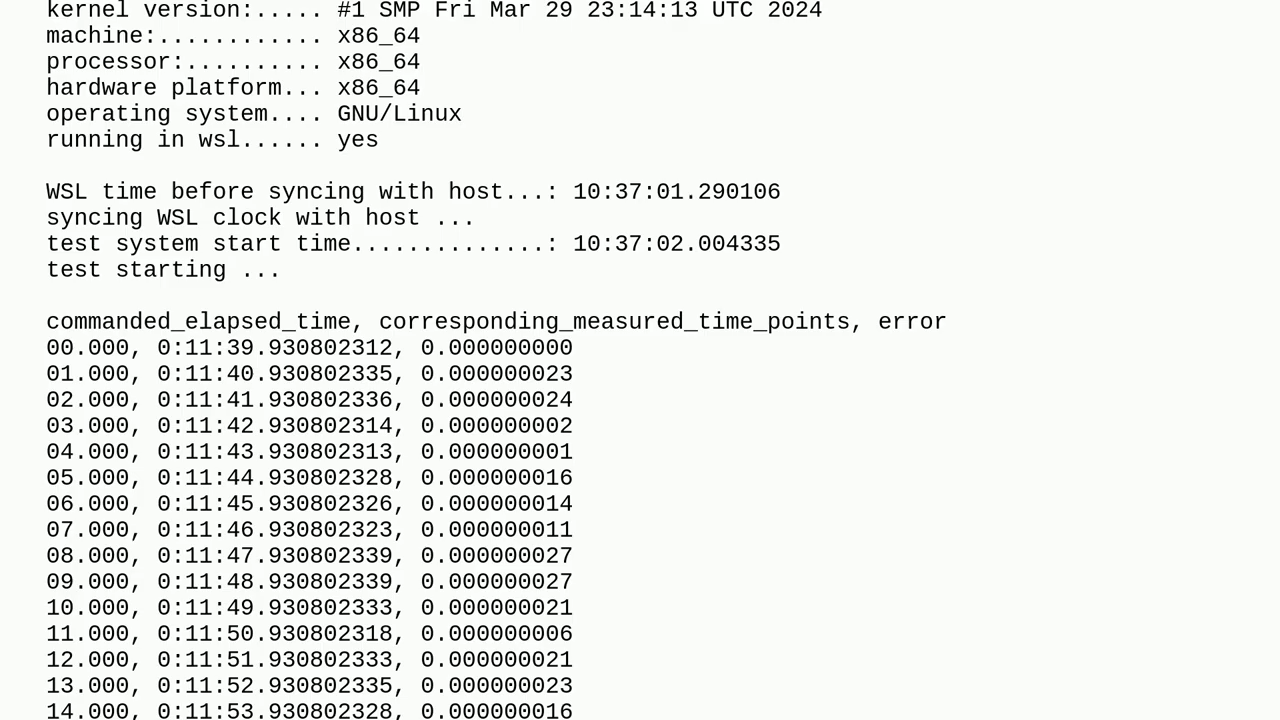 kernel version:..... #1 SMP Fri Mar 29 23:14:13 UTC 2024
machine:............ x86_64
processor:.......... x86_64
hardware platform... x86_64
operating system.... GNU/Linux
running in wsl...... yes
WSL time before syncing with host...: 10:37:01.290106
syncing WSL clock with host ...
test system start time..............: 10:37:02.004335
test starting ...
commanded_elapsed_time, corresponding_measured_time_points, error
00.000, 0:11:39.930802312, 0.000000000
01.000, 0:11:40.930802335, 0.000000023
02.000, 0:11:41.930802336, 0.000000024
03.000, 0:11:42.930802314, 0.000000002
04.000, 0:11:43.930802313, 0.000000001
05.000, 0:11:44.930802328, 0.000000016
06.000, 0:11:45.930802326, 0.000000014
07.000, 0:11:46.930802323, 0.000000011
08.000, 0:11:47.930802339, 0.000000027
09.000, 0:11:48.930802339, 0.000000027
10.000, 0:11:49.930802333, 0.000000021
11.000, 0:11:50.930802318, 0.000000006
12.000, 0:11:51.930802333, 0.000000021
13.000, 0:11:52.930802335, 0.000000023
14.000, 0:11:53.930802328, 0.000000016